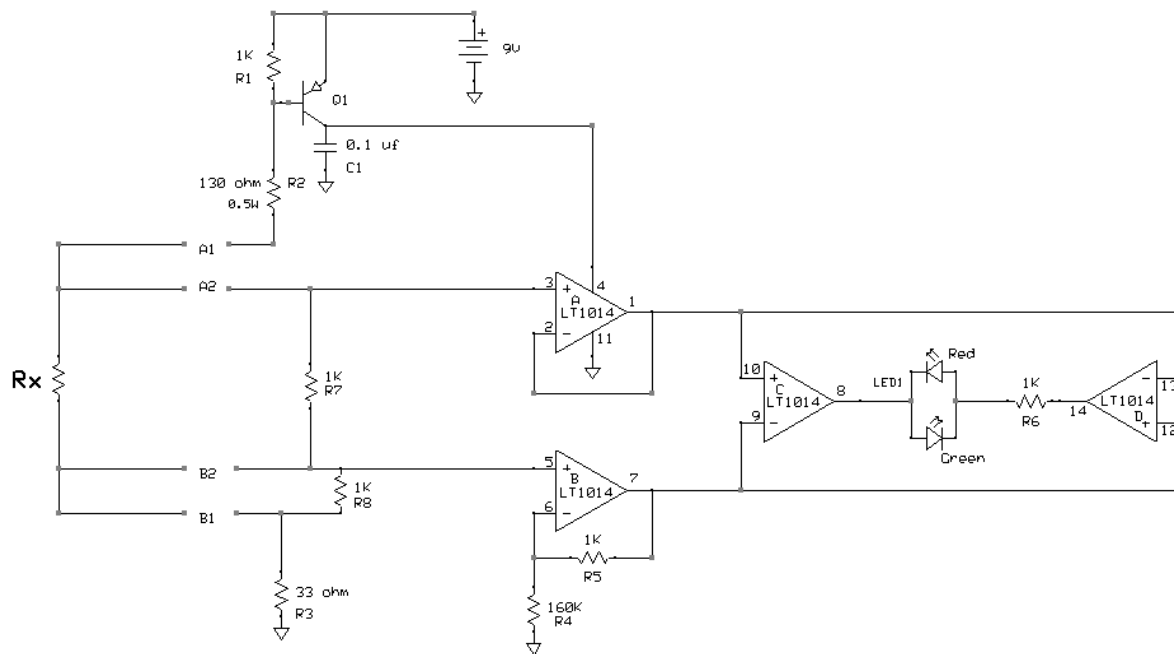 1K
R1
+
9v
Q1
0.1 uf
C1
130 ohm R2
0.5W
A1
A2
3
+
A
4
LT1014
1
2
-
11
Rx
1K
R7
10
+
C
LT1014
8
9
-
Red
LED1
Green
1K
R6
14
-
13
LT1014
D
+
12
B2
5
+
B
LT1014
7
6
-
1K
R8
B1
1K
R5
33 ohm
R3
160K
R4